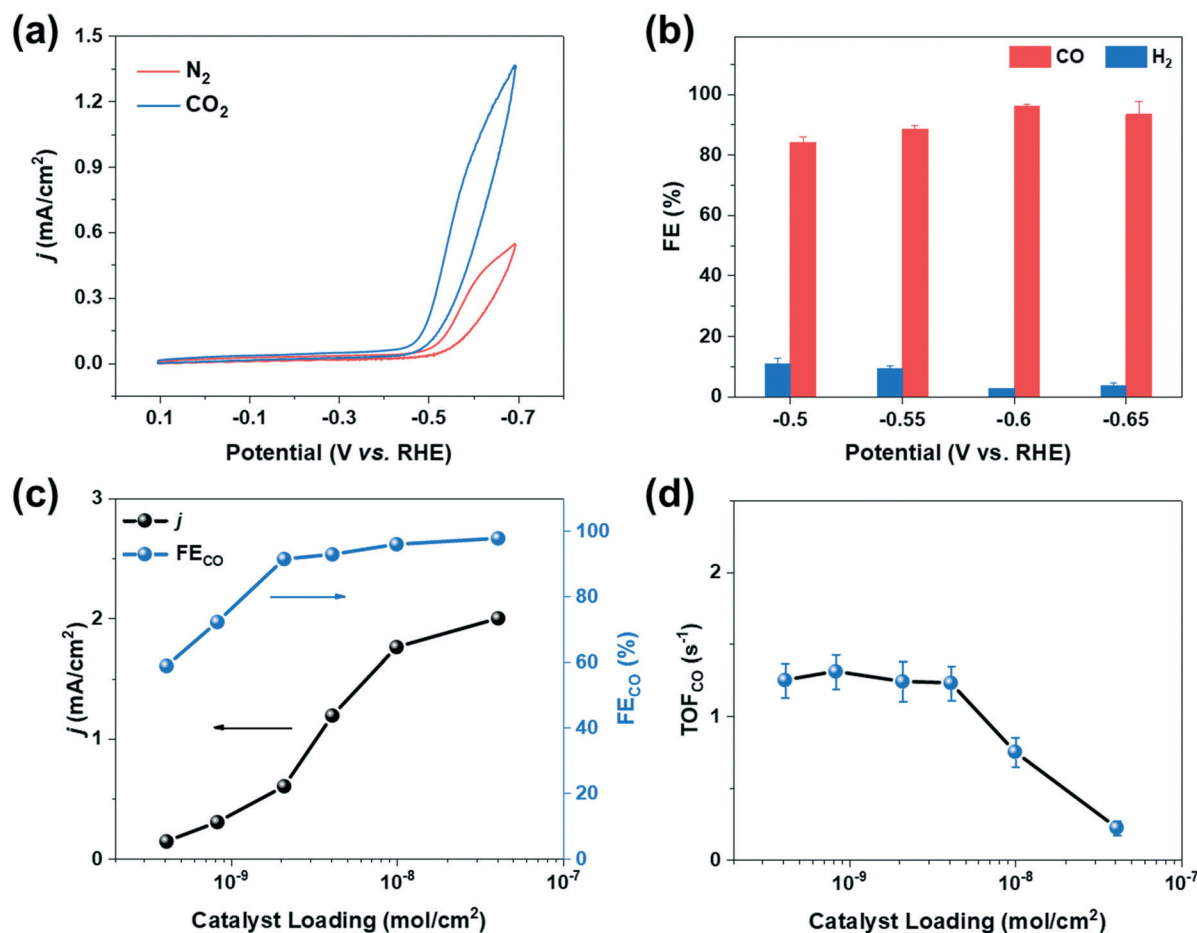 (a)
1.5
1.2
0.9
0.6
0.3
0.0
j (mA/cm²)
N₂
CO₂
0.1 -0.1 -0.3 -0.5 -0.7
Potential (V vs. RHE)
(b)
CO H₂
100
80
60
40
20
0
FE (%)
-0.5 -0.55 -0.6 -0.65
Potential (V vs. RHE)
(c)
3
2
1
0
j (mA/cm²)
j
FE_CO
100
80
60
40
20
0
FE_CO (%)
10⁻⁹ 10⁻⁸ 10⁻⁷
Catalyst Loading (mol/cm²)
(d)
2
1
0
TOF_CO (s⁻¹)
10⁻⁹ 10⁻⁸ 10⁻⁷
Catalyst Loading (mol/cm²)